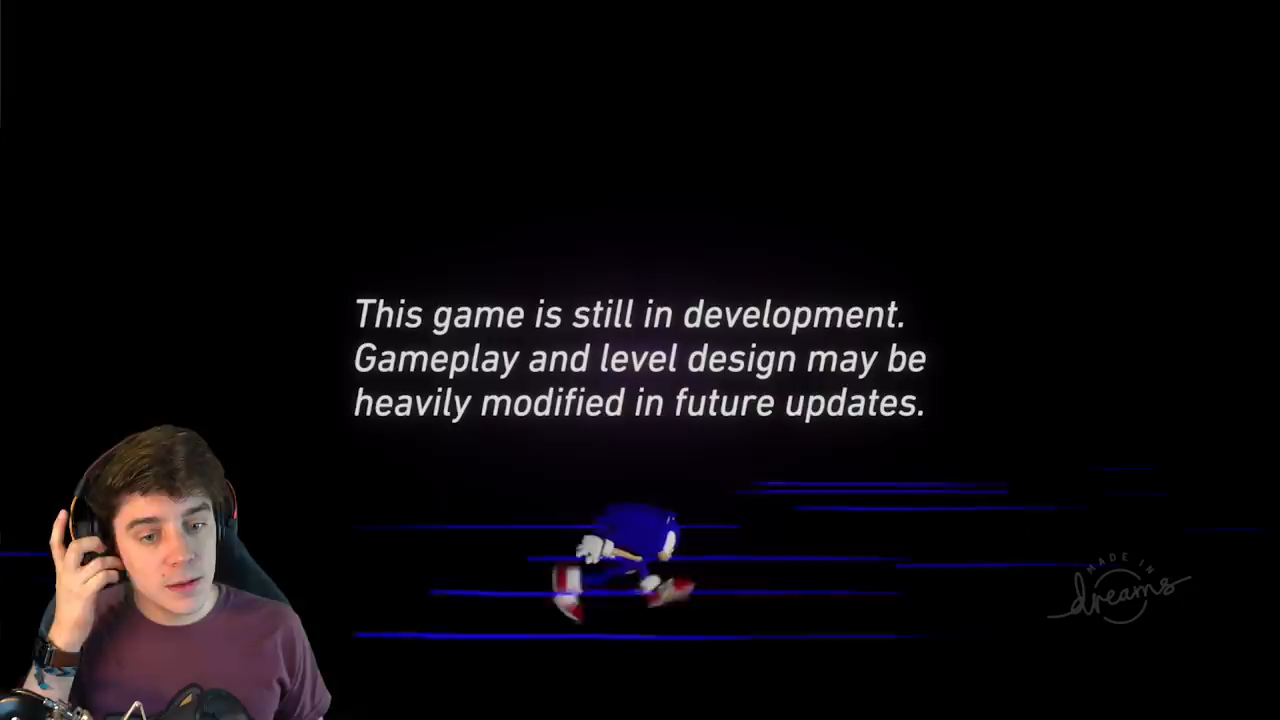 This game is still in development.
Gameplay and level design may be
heavily modified in future updates.
MADE IN
dreams